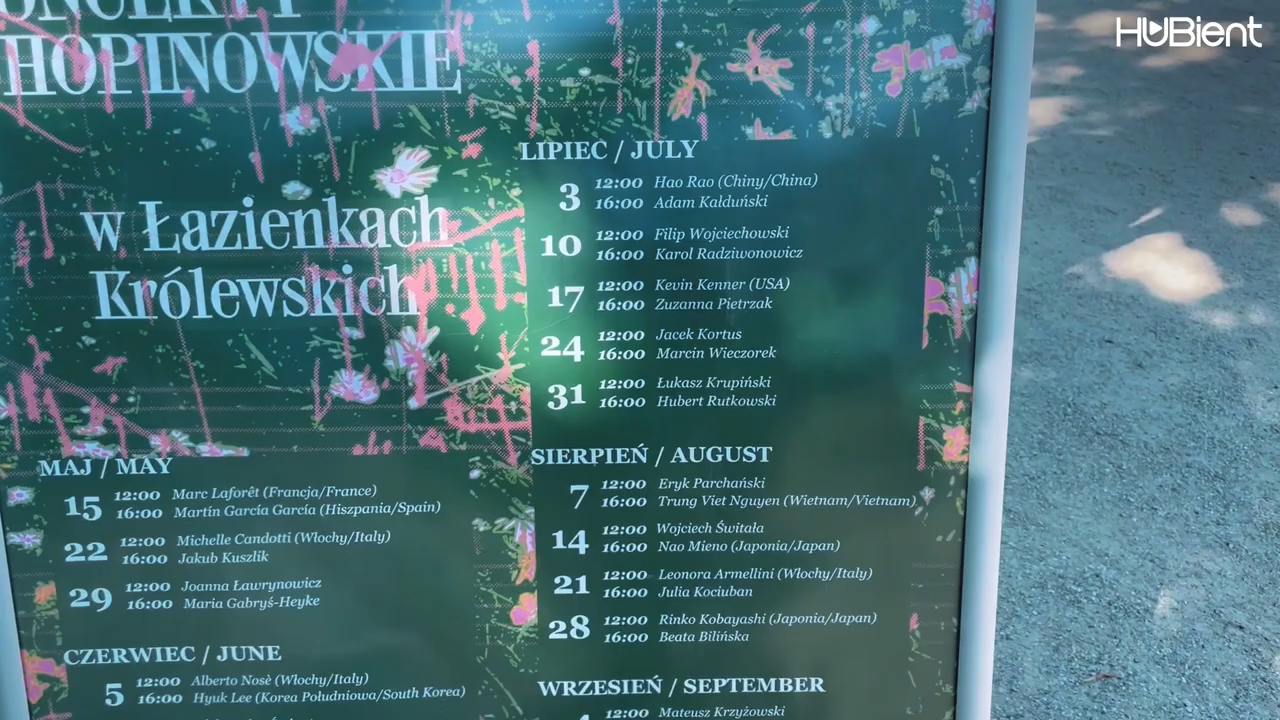 HUBient
HOPINOWSKIE
w Łazienkach
Królewskich
MAJ / MAY
15 12:00 Marc Laforêt (Francja/France)
16:00 Martín García García (Hiszpania/Spain)
22 12:00 Michelle Candotti (Włochy/Italy)
16:00 Jakub Kuszlik
29 12:00 Joanna Ławrynowicz
16:00 Maria Gabryś-Heyke
CZERWIEC / JUNE
5 12:00 Alberto Nosè (Włochy/Italy)
16:00 Hyuk Lee (Korea Południowa/South Korea)
LIPIEC / JULY
3 12:00 Hao Rao (Chiny/China)
16:00 Adam Kałduński
10 12:00 Filip Wojciechowski
16:00 Karol Radziwonowicz
17 12:00 Kevin Kenner (USA)
16:00 Zuzanna Pietrzak
24 12:00 Jacek Kortus
16:00 Marcin Wieczorek
31 12:00 Łukasz Krupiński
16:00 Hubert Rutkowski
SIERPIEŃ / AUGUST
7 12:00 Eryk Parchański
16:00 Trung Viet Nguyen (Wietnam/Vietnam)
14 12:00 Wojciech Świtała
16:00 Nao Mieno (Japonia/Japan)
21 12:00 Leonora Armellini (Włochy/Italy)
16:00 Julia Kociuban
28 12:00 Rinko Kobayashi (Japonia/Japan)
16:00 Beata Bilińska
WRZESIEŃ / SEPTEMBER
4 12:00 Mateusz Krzyżowski